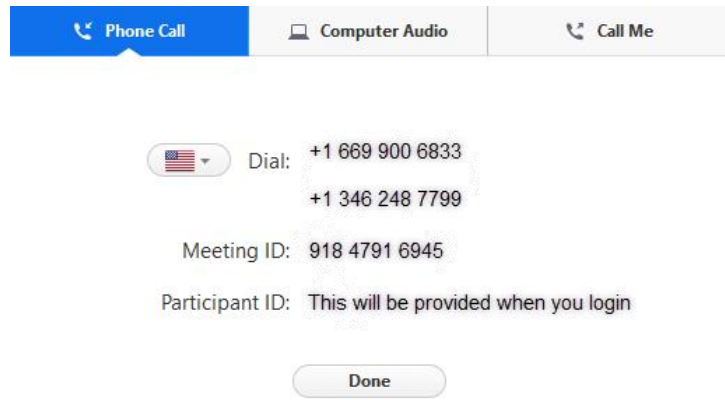 Phone Call Computer Audio Call Me
Dial: +1 669 900 6833
+1 346 248 7799
Meeting ID: 918 4791 6945
Participant ID: This will be provided when you login
Done